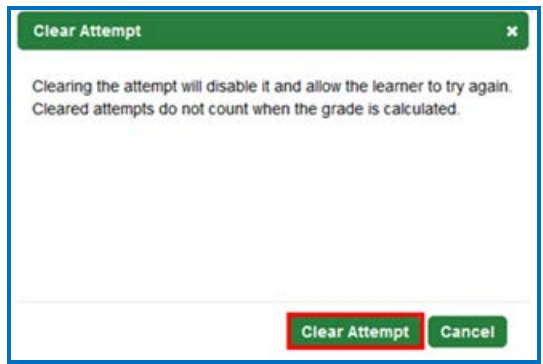 Clear Attempt
Clearing the attempt will disable it and allow the learner to try again.
Cleared attempts do not count when the grade is calculated.
Clear Attempt Cancel